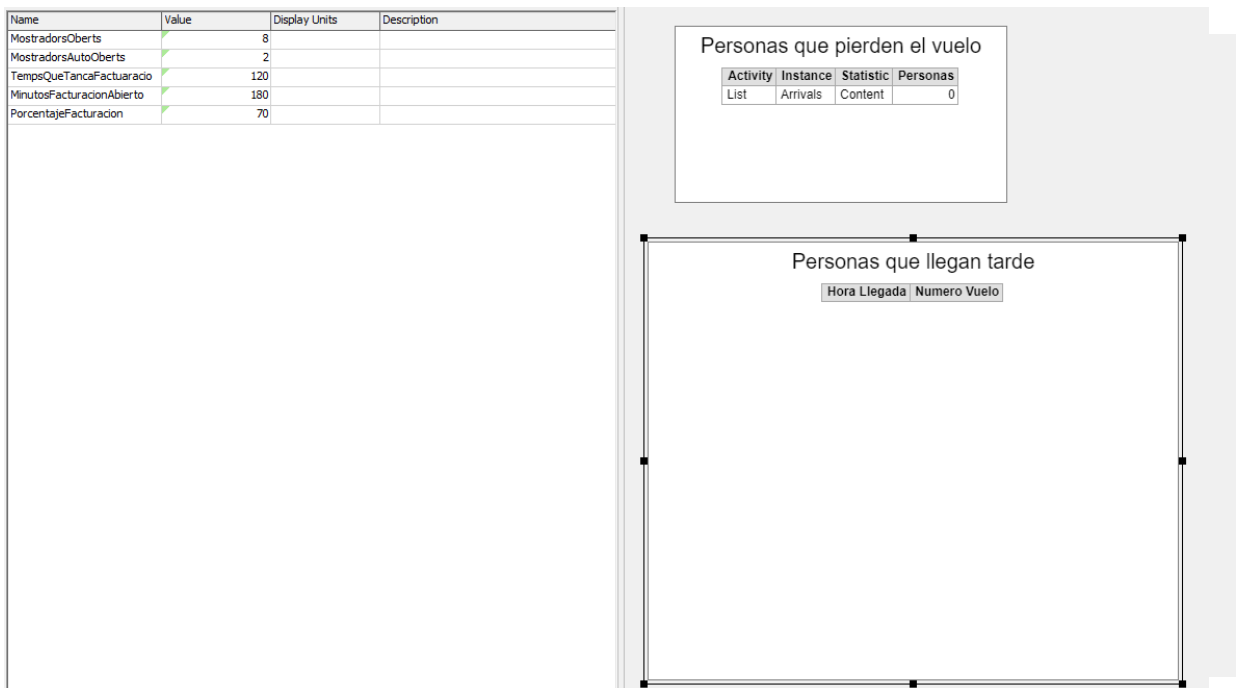 Name Value Display Units Description
MostradorsOberts 8
MostradorsAutoOberts 2
TempsQueTancaFactuaracio 120
MinutosFacturacionAbierto 180
PorcentajeFacturacion 70
Personas que pierden el vuelo
Activity Instance Statistic Personas
List Arrivals Content 0
Personas que llegan tarde
Hora Llegada Numero Vuelo